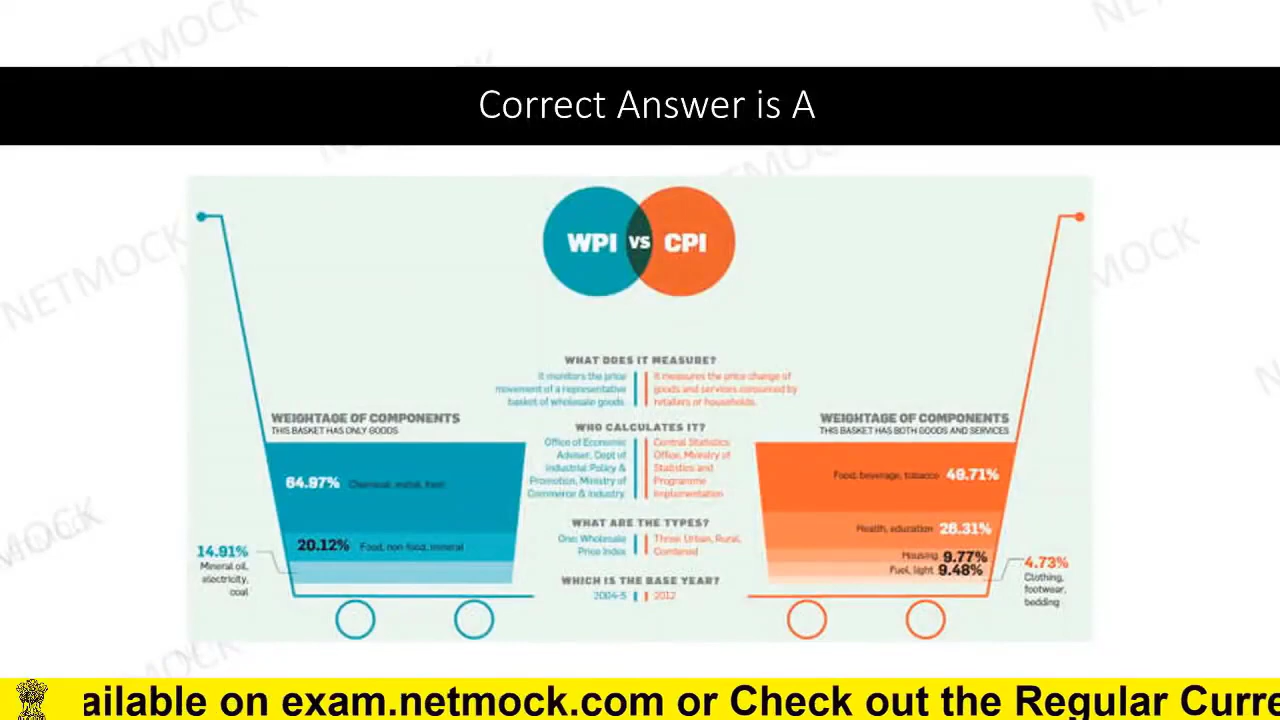 NETMOCK
NETMOCK
Correct Answer is A
WPI VS CPI
WHAT DOES IT MEASURE?
It monitors the price
movement of a representative
basket of wholesale goods.
It measures the price change of
goods and services consumed by
retailers or households.
WHO CALCULATES IT?
Office of Economic
Adviser, Dept of
Industrial Policy &
Promotion, Ministry of
Commerce & Industry.
Central Statistics
Office, Ministry of
Statistics and
Programme
Implementation
WHAT ARE THE TYPES?
One: Wholesale
Price Index
Three: Urban, Rural,
Combined
WHICH IS THE BASE YEAR?
2004-5
2012
WEIGHTAGE OF COMPONENTS
THIS BASKET HAS ONLY GOODS
64.97% Chemical, metal, food
20.12% Food, non food, mineral
14.91%
Mineral oil,
electricity,
coal
WEIGHTAGE OF COMPONENTS
THIS BASKET HAS BOTH GOODS AND SERVICES
Food, beverage, tobacco
Health, education
Housing 9.77%
Fuel, light 9.48%
4.73%
Clothing,
footwear,
bedding
NETMOCK
NETMOCK
ailable on exam.netmock.com or Check out the Regular Curre